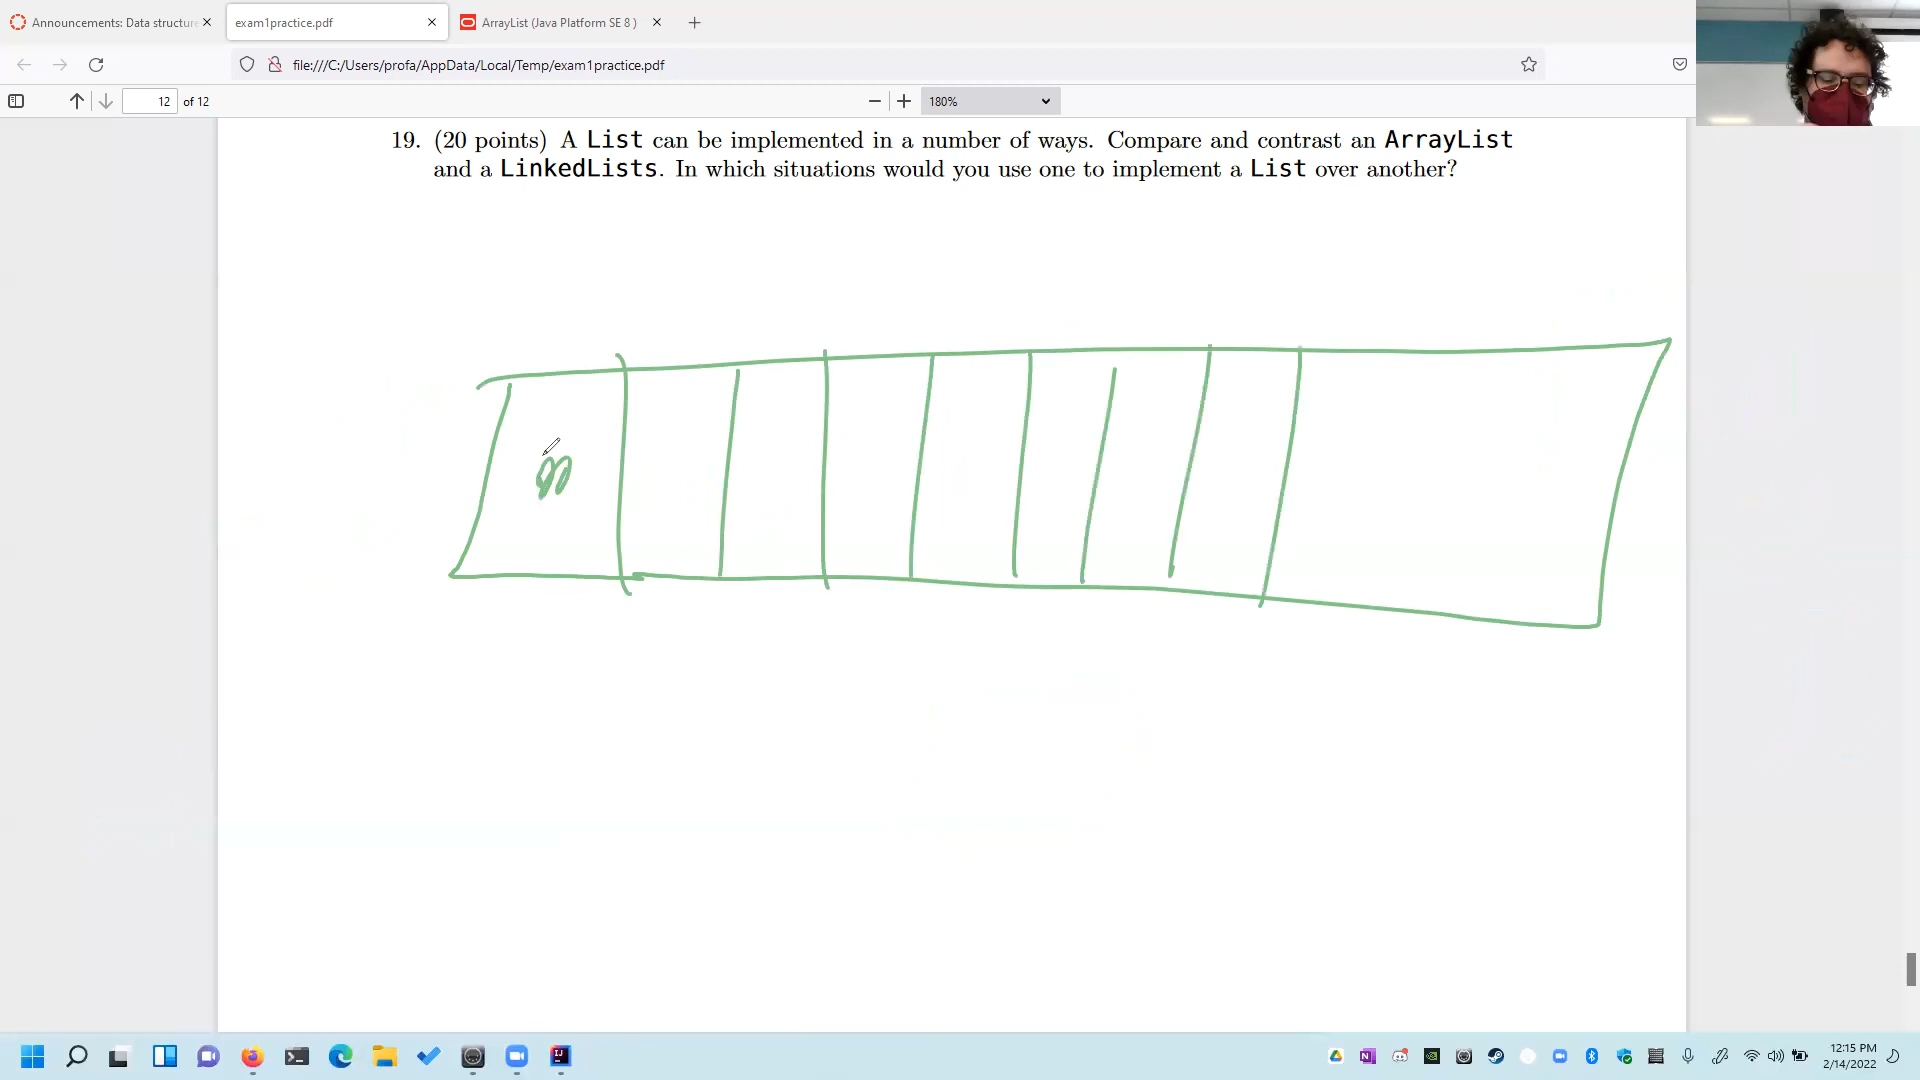 Announcements: Data structure
exam1practice.pdf
ArrayList (Java Platform SE 8 )
file:///C:/Users/profa/AppData/Local/Temp/exam1practice.pdf
12 of 12
180%
19. (20 points) A List can be implemented in a number of ways. Compare and contrast an ArrayList
and a LinkedLists. In which situations would you use one to implement a List over another?
12:15 PM
2/14/2022